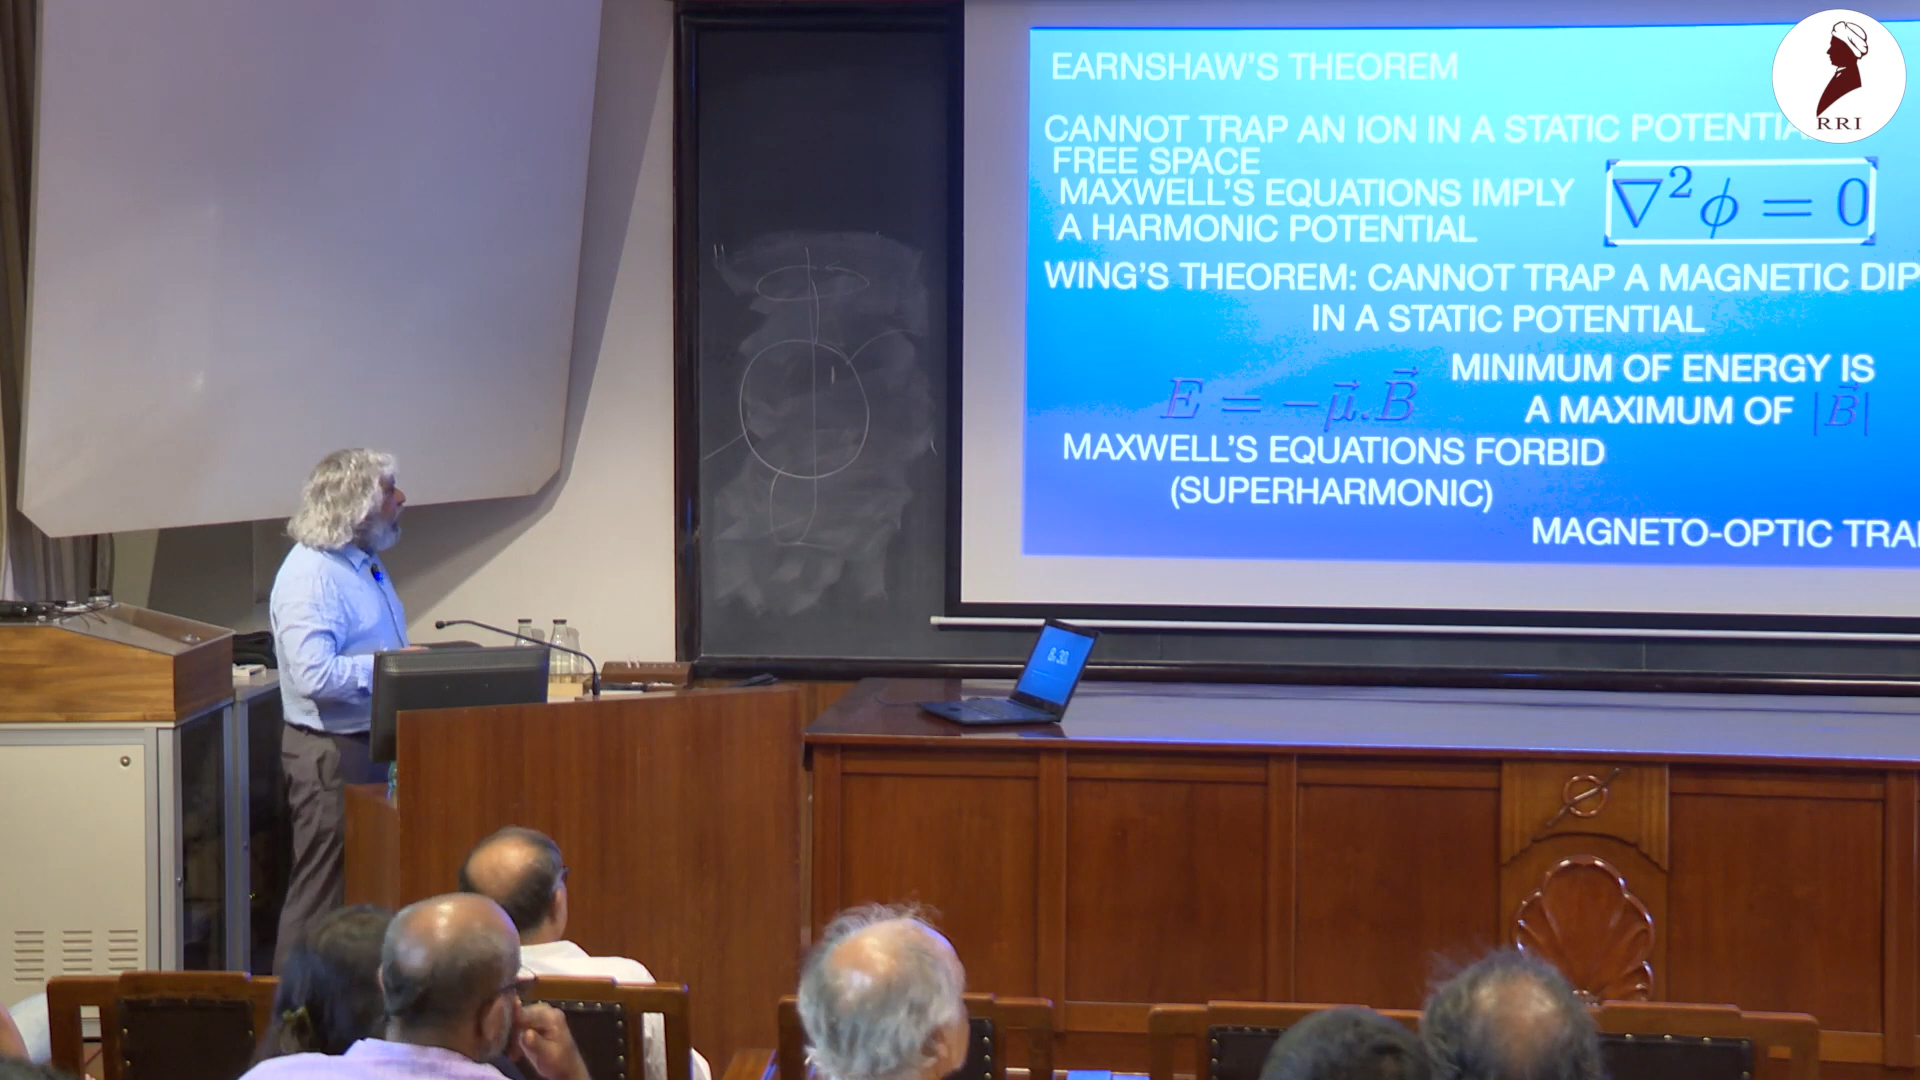 EARNSHAW'S THEOREM
CANNOT TRAP AN ION IN A STATIC
FREE SPACE
MAXWELL'S EQUATIONS IMPLY
A HARMONIC POTENTIAL
∇²φ = 0
WING'S THEOREM: CANNOT TRAP A MAGNETIC DIP
IN A STATIC POTENTIAL
MINIMUM OF ENERGY IS
E = −μ⃗.B⃗
A MAXIMUM OF |B⃗|
MAXWELL'S EQUATIONS FORBID
(SUPERHARMONIC)
MAGNETO-OPTIC
RRI